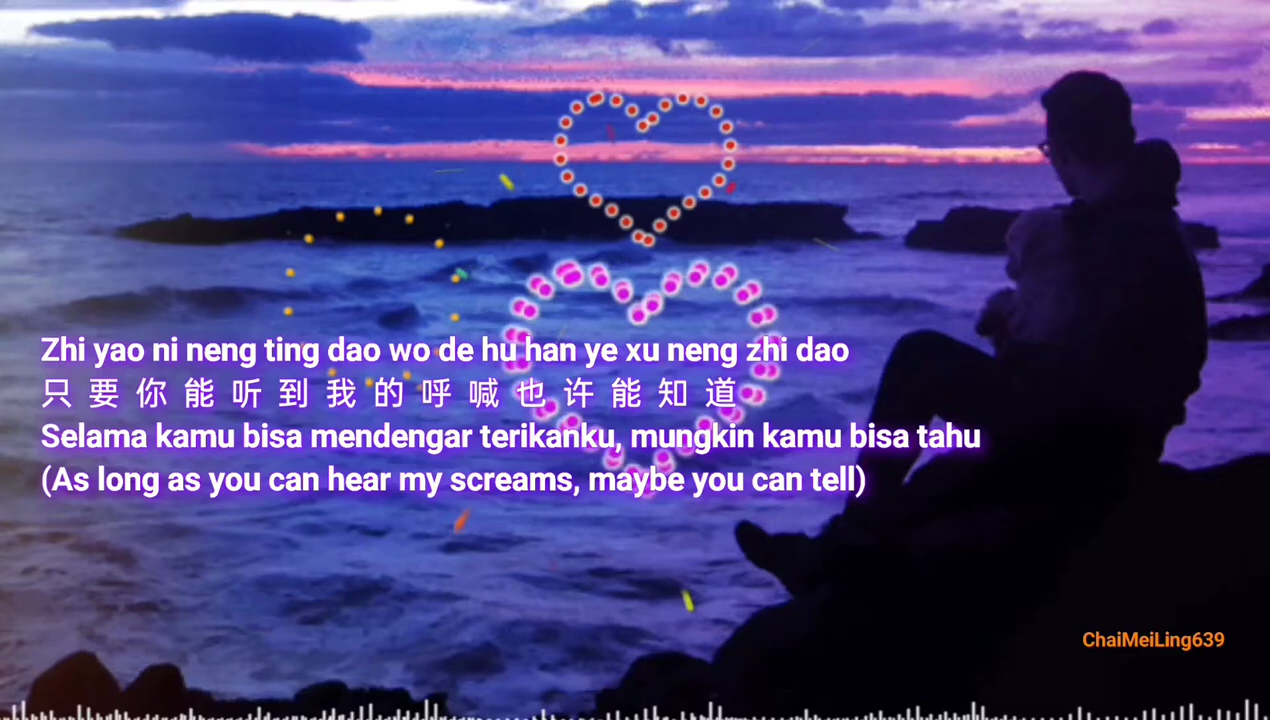 Zhi yao ni neng ting dao wo de hu han ye xu neng zhi dao
只 要 你 能 听 到 我 的 呼 喊 也 许 能 知 道
Selama kamu bisa mendengar terikanku, mungkin kamu bisa tahu
(As long as you can hear my screams, maybe you can tell)
ChaiMeiLing639